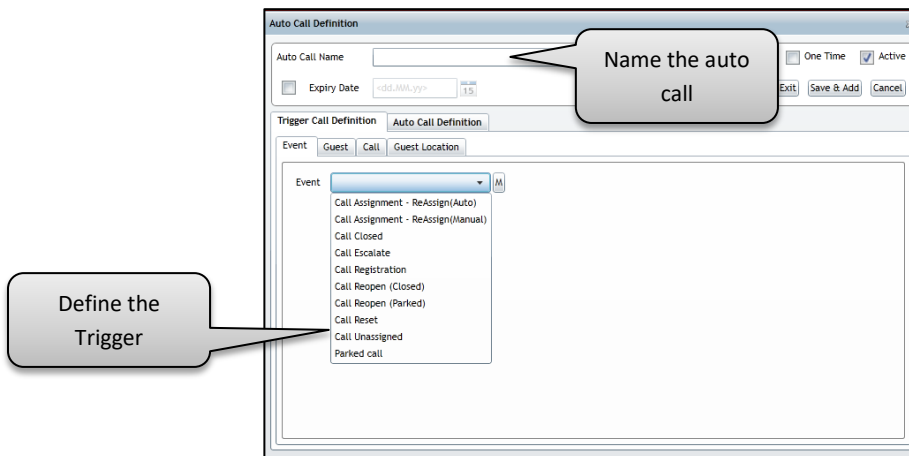 Auto Call Definition
Auto Call Name
Name the auto
call
One Time
Active
Expiry Date
<dd.MM.yy>
15
Exit
Save & Add
Cancel
Trigger Call Definition
Auto Call Definition
Event
Guest
Call
Guest Location
Event
M
Call Assignment - ReAssign(Auto)
Call Assignment - ReAssign(Manual)
Call Closed
Call Escalate
Call Registration
Call Reopen (Closed)
Call Reopen (Parked)
Call Reset
Call Unassigned
Parked call
Define the
Trigger